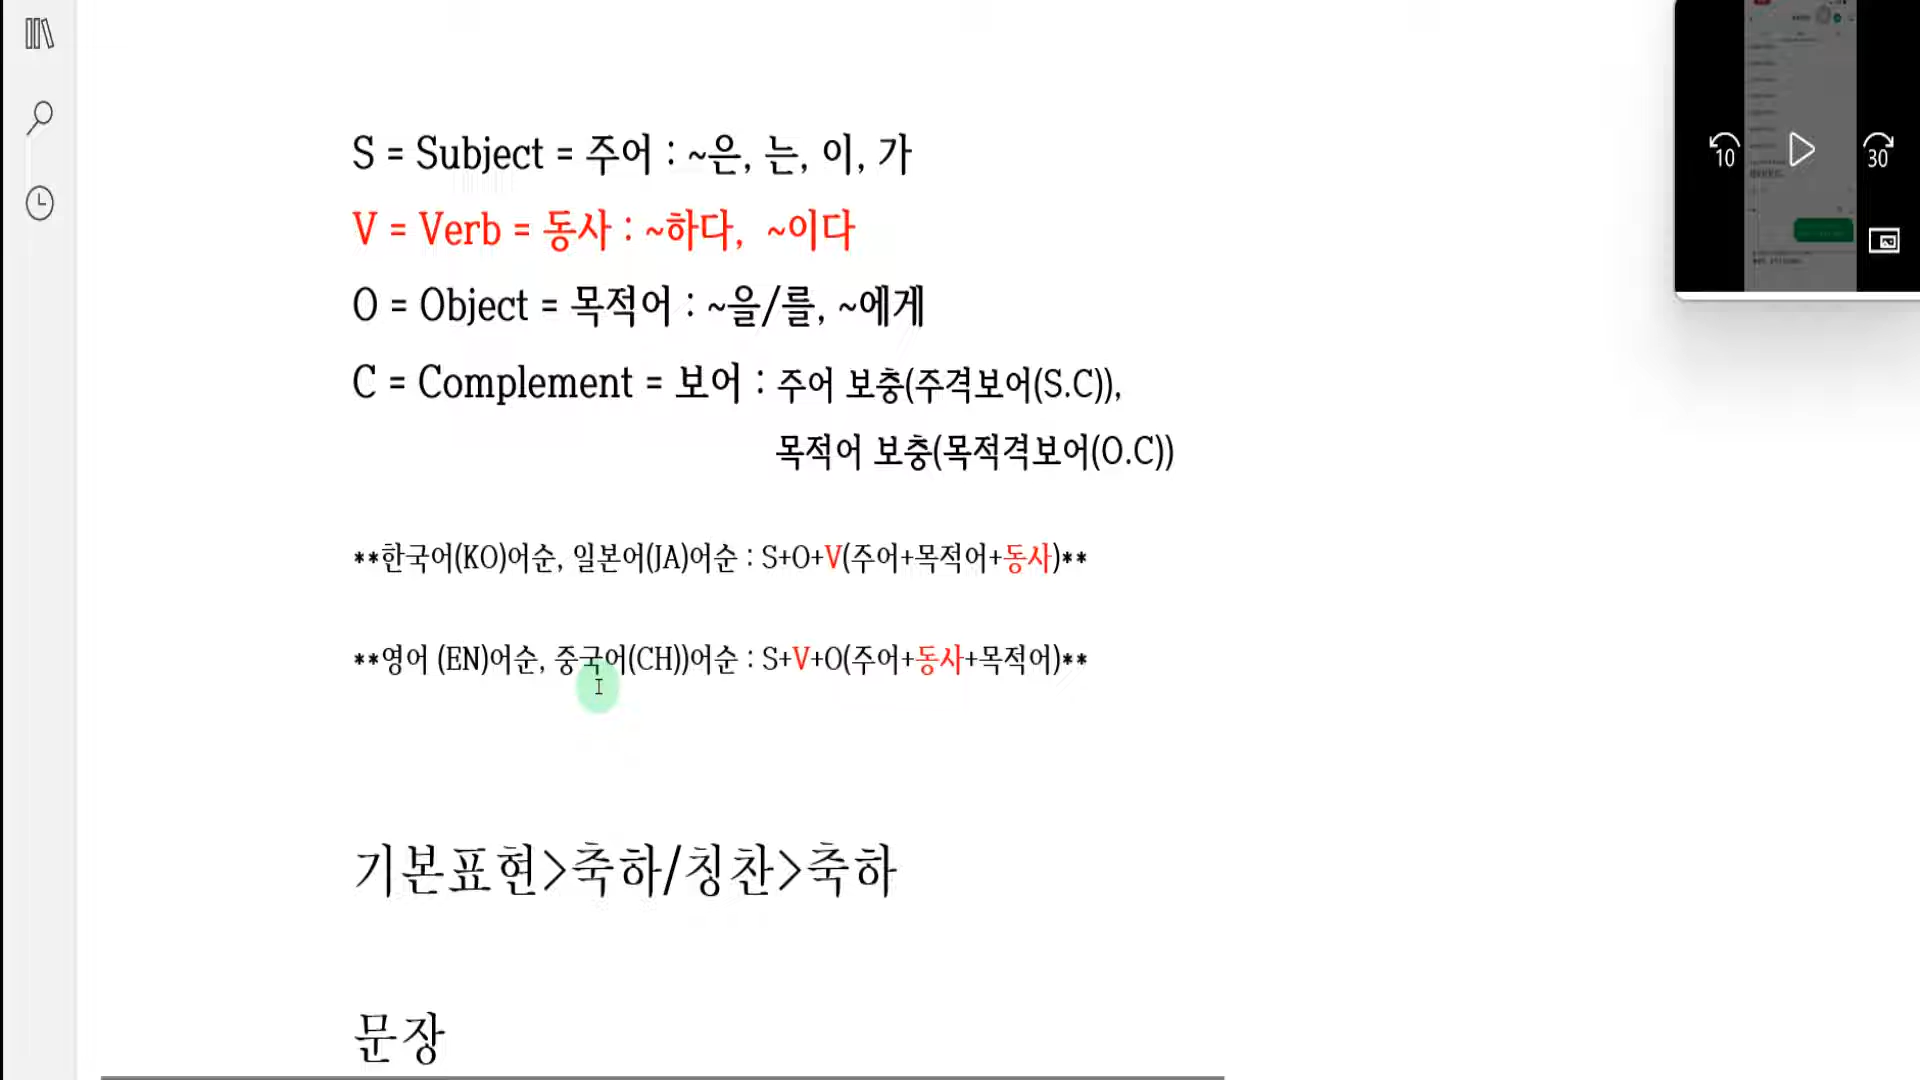 S = Subject = 주어 : ~은, 는, 이, 가
V = Verb = 동사 : ~하다, ~이다
O = Object = 목적어 : ~을/를, ~에게
C = Complement = 보어 : 주어 보충(주격보어(S.C)),
목적어 보충(목적격보어(O.C))
**한국어(KO)어순, 일본어(JA)어순 : S+O+V(주어+목적어+동사)**
**영어 (EN)어순, 중국어(CH))어순 : S+V+O(주어+동사+목적어)**
기본표현>축하/칭찬>축하
문장
10
30